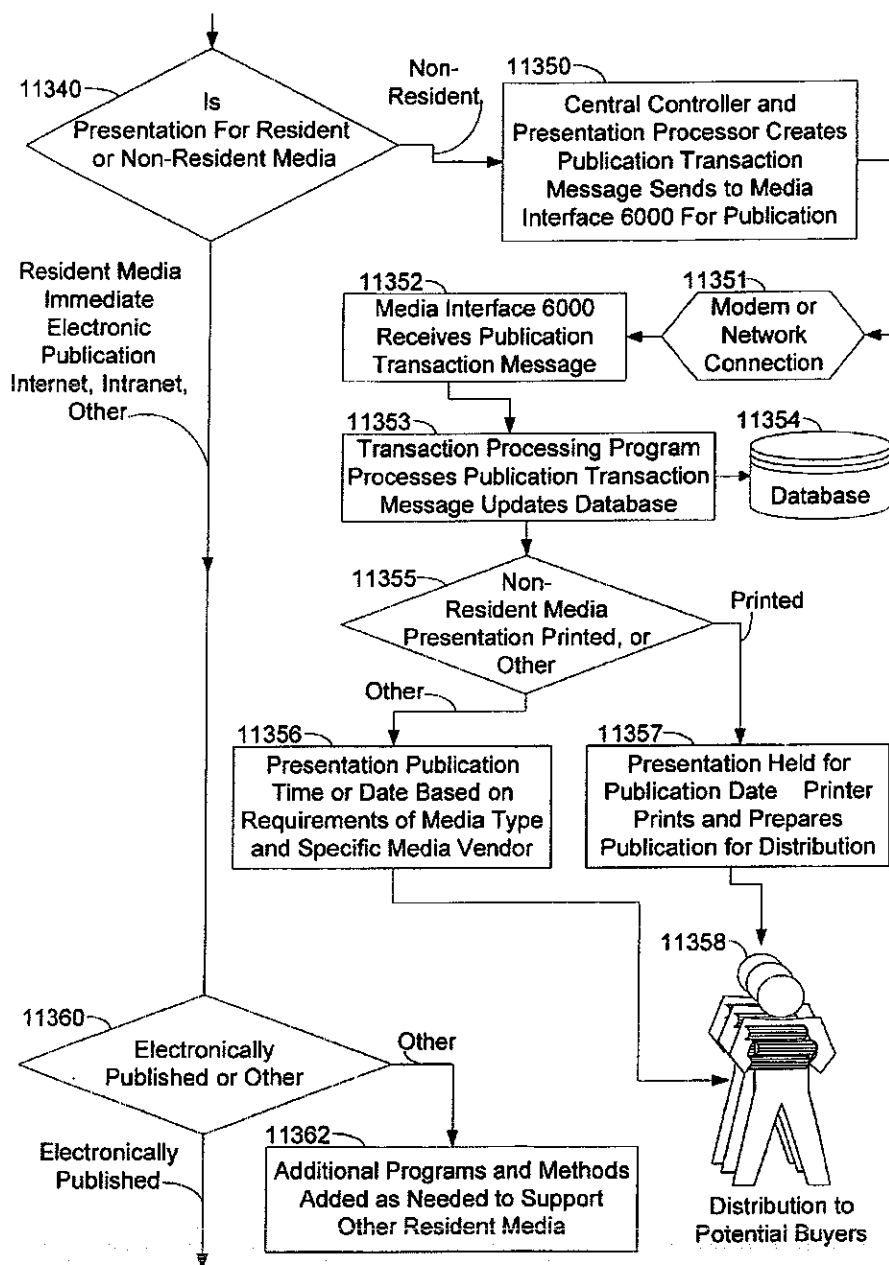 11340
Is
Presentation For Resident
or Non-Resident Media
Non-
Resident
11350
Central Controller and
Presentation Processor Creates
Publication Transaction
Message Sends to Media
Interface 6000 For Publication
Resident Media
Immediate
Electronic
Publication
Internet, Intranet,
Other
11352
Media Interface 6000
Receives Publication
Transaction Message
11351
Modem or
Network
Connection
11353
Transaction Processing Program
Processes Publication Transaction
Message Updates Database
11354
Database
11355
Non-
Resident Media
Presentation Printed, or
Other
Printed
Other
11356
Presentation Publication
Time or Date Based on
Requirements of Media Type
and Specific Media Vendor
11357
Presentation Held for
Publication Date Printer
Prints and Prepares
Publication for Distribution
11358
Distribution to
Potential Buyers
11360
Electronically
Published or Other
Other
Electronically
Published
11362
Additional Programs and Methods
Added as Needed to Support
Other Resident Media